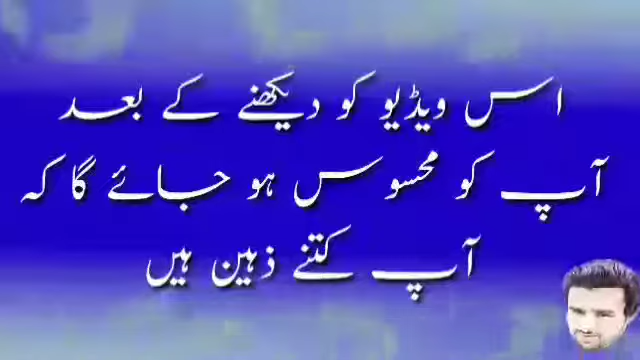 اس ویڈیو کو دیکھنے کے بعد
آپ کو محسوس ہو جائے گا کہ
آپ کتنے ذہین ہیں